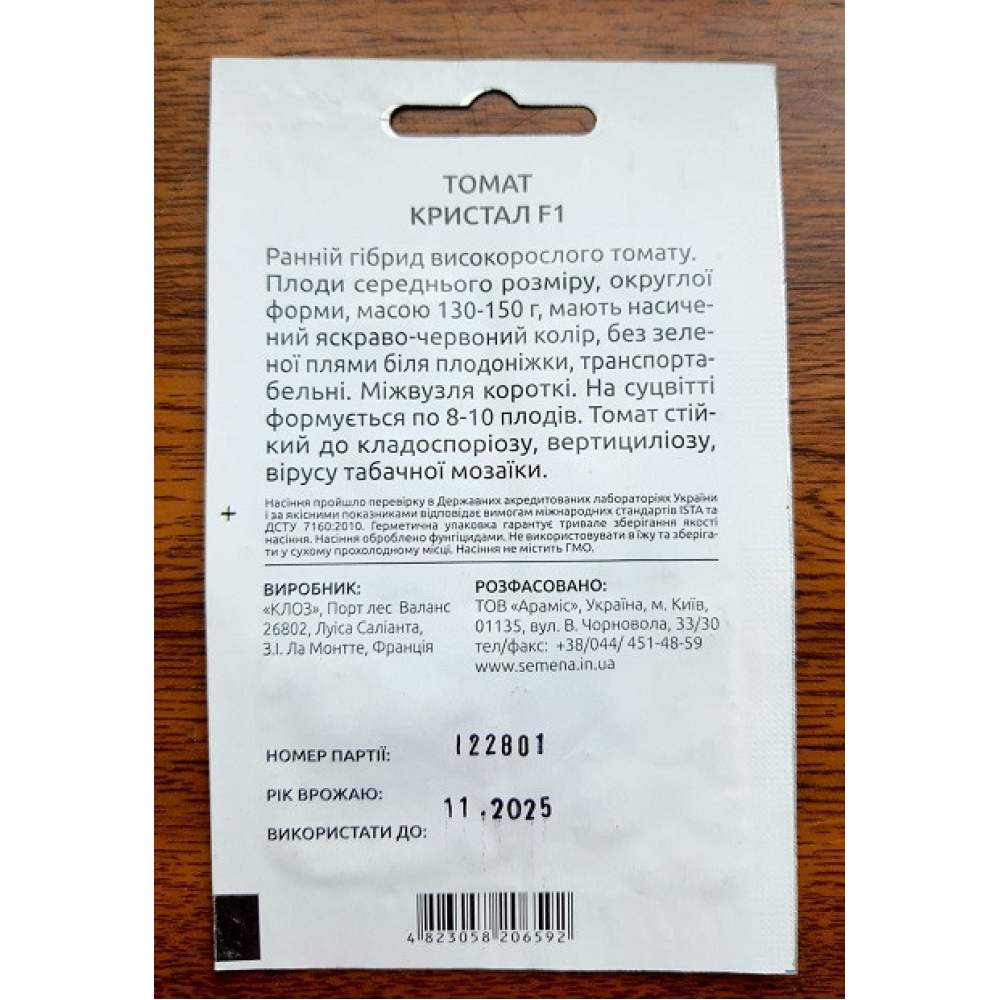 ТОМАТ
КРИСТАЛ F1
Ранній гібрид високорослого томату.
Плоди середнього розміру, округлої
форми, масою 130-150 г, мають насиче-
ний яскраво-червоний колір, без зеле-
ної плями біля плодоніжки, транспорта-
бельні. Міжвузля короткі. На суцвітті
формується по 8-10 плодів. Томат стій-
кий до кладоспоріозу, вертициліозу,
вірусу табачної мозаїки.
Насіння пройшло перевірку в Державних акредитованих лабораторіях України
і за якісними показниками відповідає вимогам міжнародних стандартів ISTA та
ДСТУ 7160:2010. Герметична упаковка гарантує тривале зберігання якості
насіння. Насіння оброблено фунгіцидами. Не використовувати в їжу та зберіга-
ти у сухому прохолодному місці. Насіння не містить ГМО.
ВИРОБНИК:
«КЛОЗ», Порт лес Валанс
26802, Луіса Саліанта,
З.І. Ла Монтте, Франція
РОЗФАСОВАНО:
ТОВ «Араміс», Україна, м. Київ,
01135, вул. В. Чорновола, 33/30
тел/факс: +38/044/ 451-48-59
www.semena.in.ua
НОМЕР ПАРТІЇ: 122801
РІК ВРОЖАЮ:
11.2025
ВИКОРИСТАТИ ДО:
4 823058 206592